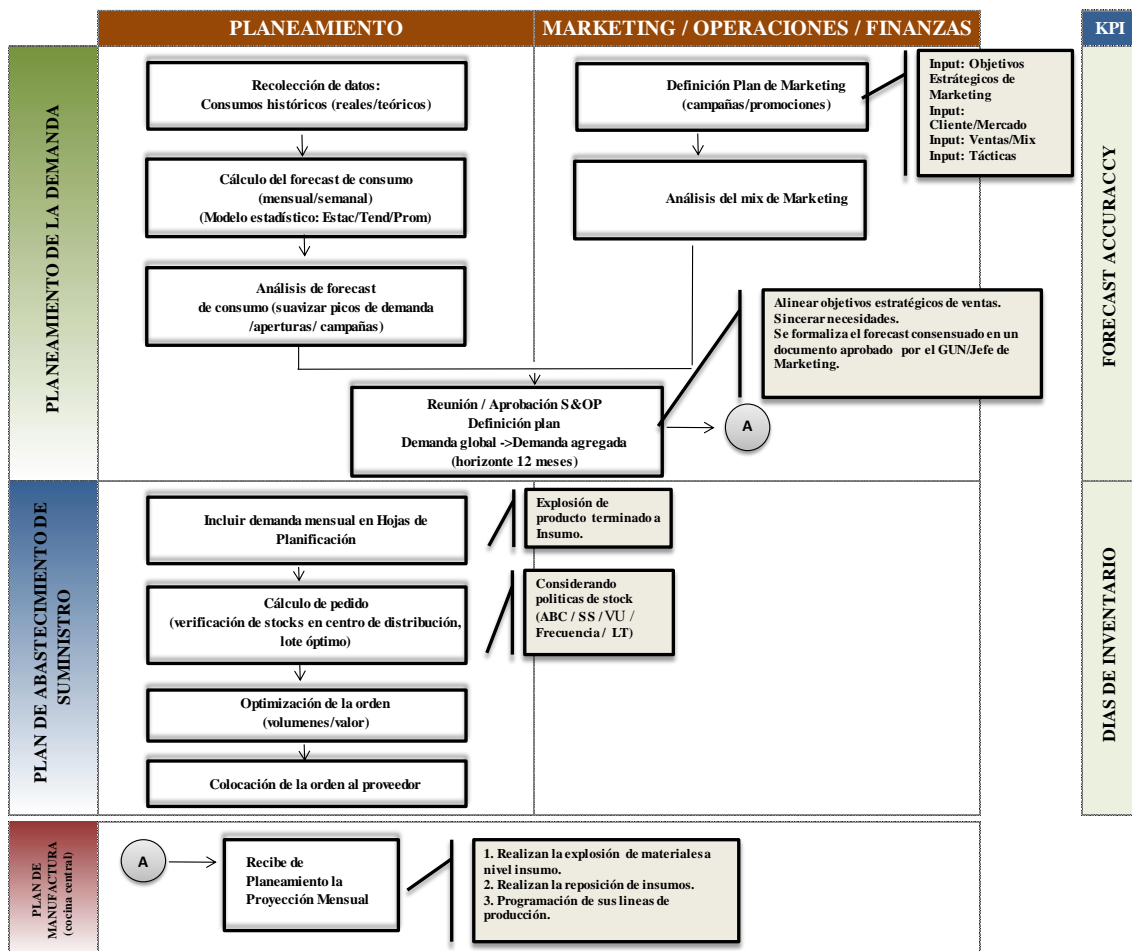 PLANEAMIENTO
MARKETING / OPERACIONES / FINANZAS
KPI
PLANEAMIENTO DE LA DEMANDA
Recolección de datos:
Consumos históricos (reales/teóricos)
Cálculo del forecast de consumo
(mensual/semanal)
(Modelo estadístico: Estac/Tend/Prom)
Análisis de forecast
de consumo (suavizar picos de demanda
/aperturas/ campañas)
Definición Plan de Marketing
(campañas/promociones)
Análisis del mix de Marketing
Input: Objetivos
Estrátegicos de
Marketing
Input:
Cliente/Mercado
Input: Ventas/Mix
Input: Tácticas
Alinear objetivos estratégicos de ventas.
Sincerar necesidades.
Se formaliza el forecast consensuado en un
documento aprobado por el GUN/Jefe de
Marketing.
Reunión / Aprobación S&OP
Definición plan
Demanda global ->Demanda agregada
(horizonte 12 meses)
A
FORECAST ACCURACCY
PLAN DE ABASTECIMIENTO DE
SUMINISTRO
Incluir demanda mensual en Hojas de
Planificación
Explosión de
producto terminado a
Insumo.
Cálculo de pedido
(verificación de stocks en centro de distribución,
lote óptimo)
Considerando
politicas de stock
(ABC / SS / VU /
Frecuencia / LT)
Optimización de la orden
(volumenes/valor)
Colocación de la orden al proveedor
DIAS DE INVENTARIO
PLAN DE
MANUFACTURA
(cocina central)
A
Recibe de
Planeamiento la
Proyección Mensual
1. Realizan la explosión de materiales a
nivel insumo.
2. Realizan la reposición de insumos.
3. Programación de sus lineas de
producción.